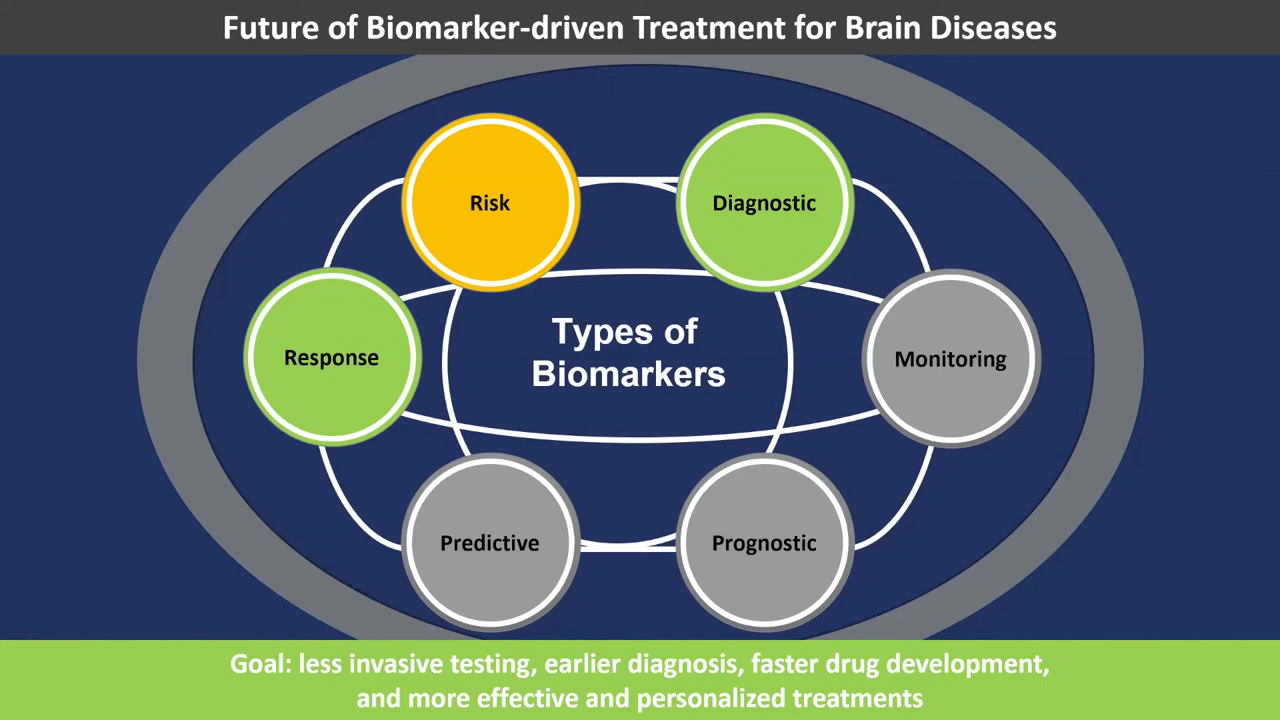 Future of Biomarker-driven Treatment for Brain Diseases
Risk
Diagnostic
Response
Types of
Biomarkers
Monitoring
Predictive
Prognostic
Goal: less invasive testing, earlier diagnosis, faster drug development,
and more effective and personalized treatments